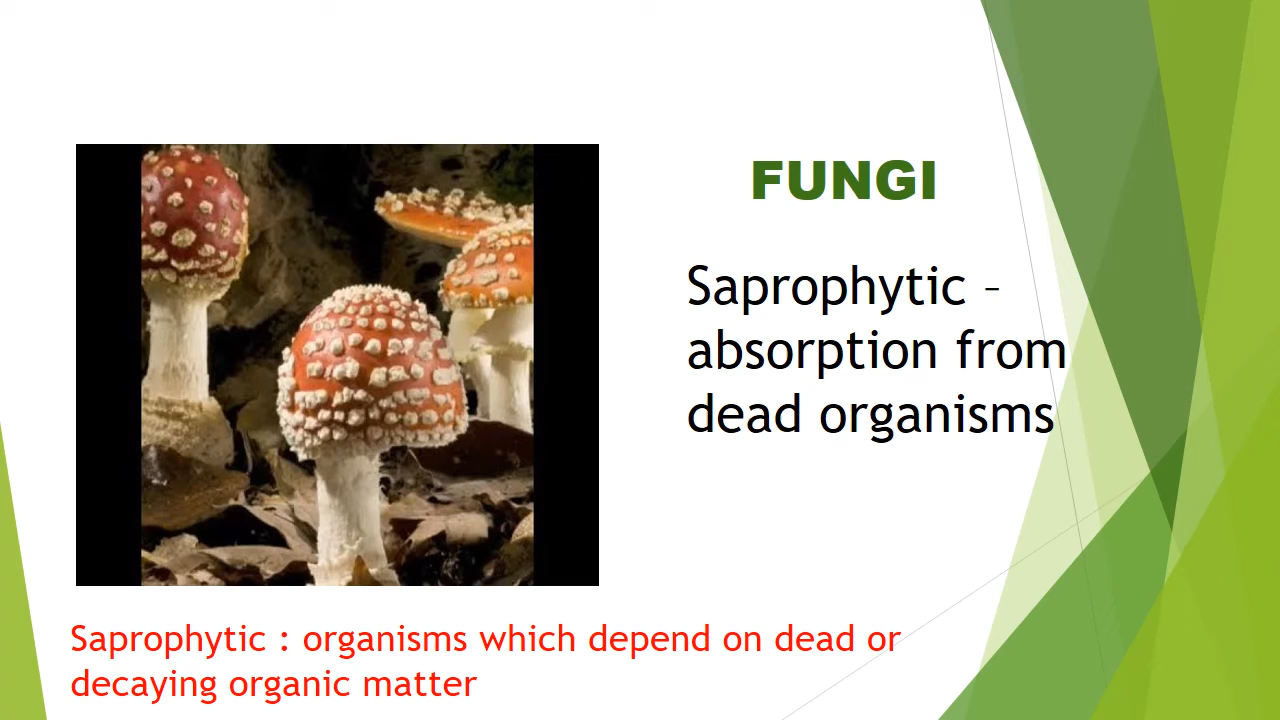 FUNGI
Saprophytic –
absorption from
dead organisms
Saprophytic : organisms which depend on dead or
decaying organic matter